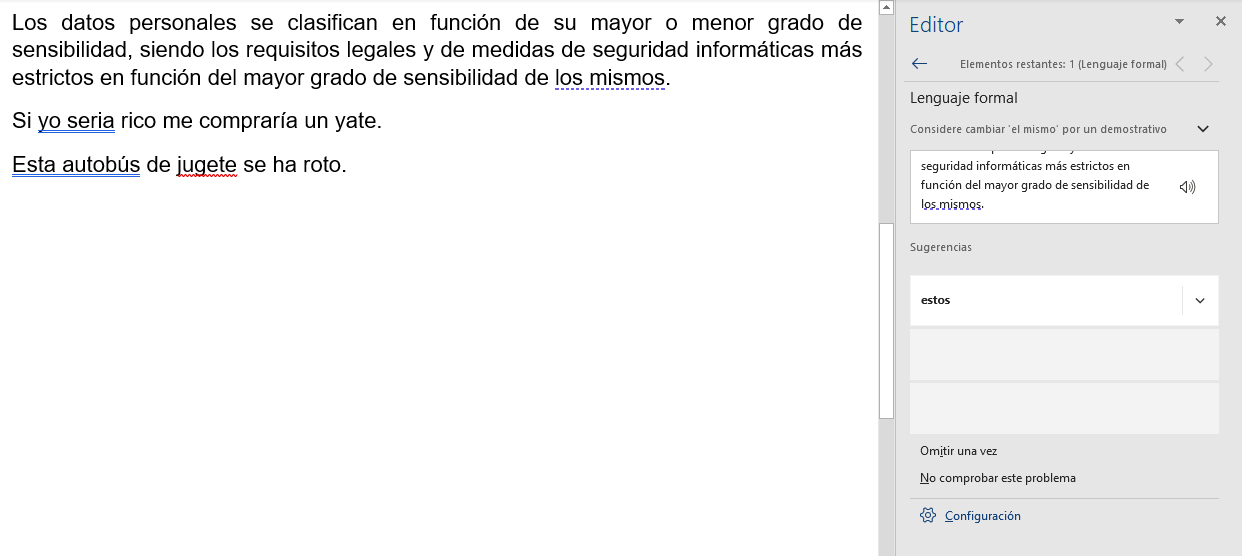 Los datos personales se clasifican en función de su mayor o menor grado de
sensibilidad, siendo los requisitos legales y de medidas de seguridad informáticas más
estrictos en función del mayor grado de sensibilidad de los mismos.
Si yo seria rico me compraría un yate.
Esta autobús de jugete se ha roto.
Editor
Elementos restantes: 1 (Lenguaje formal)
Lenguaje formal
Considere cambiar 'el mismo' por un demostrativo
seguridad informáticas más estrictos en
función del mayor grado de sensibilidad de
los mismos.
Sugerencias
estos
Omitir una vez
No comprobar este problema
Configuración